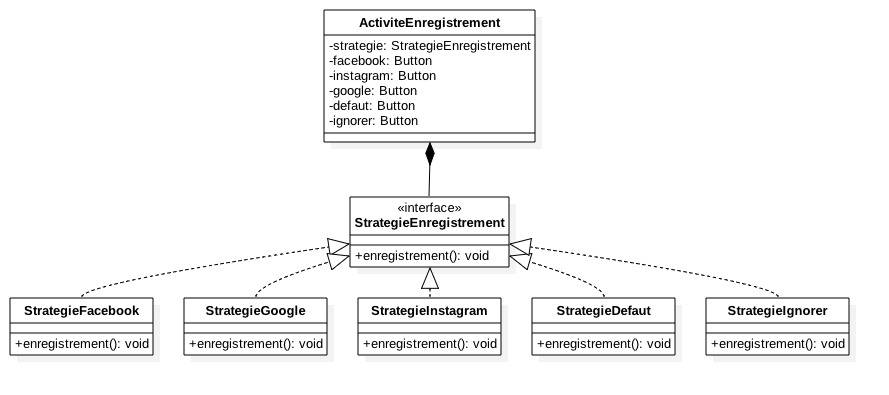 ActiviteEnregistrement
-strategie: StrategieEnregistrement
-facebook: Button
-instagram: Button
-google: Button
-defaut: Button
-ignorer: Button
«interface»
StrategieEnregistrement
+enregistrement(): void
StrategieFacebook
+enregistrement(): void
StrategieGoogle
+enregistrement(): void
StrategieInstagram
+enregistrement(): void
StrategieDefaut
+enregistrement(): void
StrategieIgnorer
+enregistrement(): void